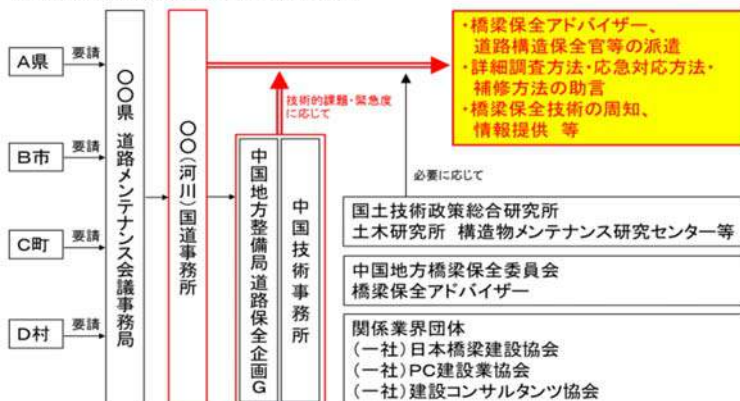 A県
要請
B市
要請
C町
要請
D村
要請
〇〇県 道路メンテナンス会議事務局
〇〇(河川)国道事務所
技術的課題・緊急度
に応じて
中国地方整備局 道路保全企画G
中国技術事務所
・橋梁保全アドバイザー、
道路構造保全官等の派遣
・詳細調査方法・応急対応方法・
補修方法の助言
・橋梁保全技術の周知、
情報提供 等
必要に応じて
国土技術政策総合研究所
土木研究所 構造物メンテナンス研究センター等
中国地方橋梁保全委員会
橋梁保全アドバイザー
関係業界団体
(一社)日本橋梁建設協会
(一社)PC建設業協会
(一社)建設コンサルタンツ協会